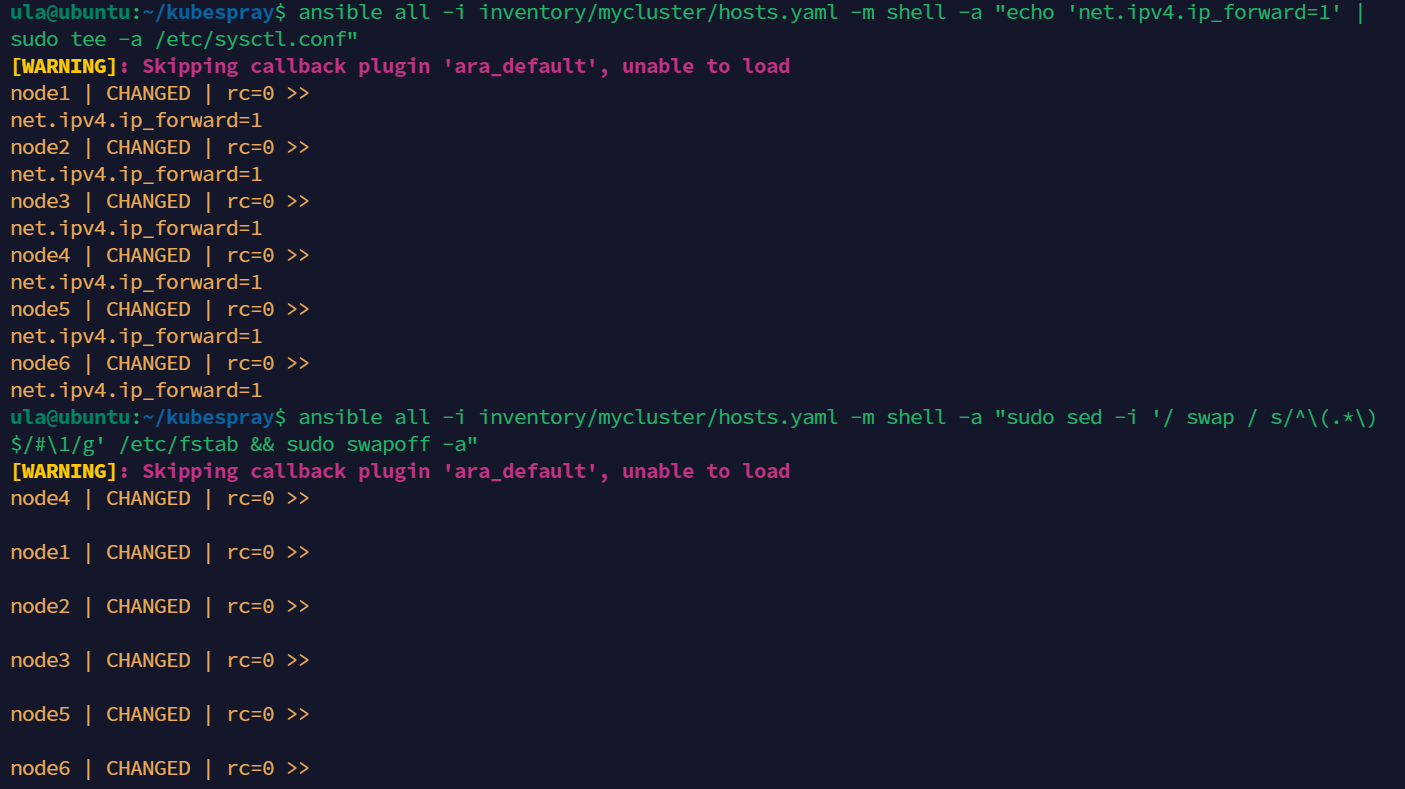 ula@ubuntu:~/kubespray$ ansible all -i inventory/mycluster/hosts.yaml -m shell -a "echo 'net.ipv4.ip_forward=1' |
sudo tee -a /etc/sysctl.conf"
[WARNING]: Skipping callback plugin 'ara_default', unable to load
node1 | CHANGED | rc=0 >>
net.ipv4.ip_forward=1
node2 | CHANGED | rc=0 >>
net.ipv4.ip_forward=1
node3 | CHANGED | rc=0 >>
net.ipv4.ip_forward=1
node4 | CHANGED | rc=0 >>
net.ipv4.ip_forward=1
node5 | CHANGED | rc=0 >>
net.ipv4.ip_forward=1
node6 | CHANGED | rc=0 >>
net.ipv4.ip_forward=1
ula@ubuntu:~/kubespray$ ansible all -i inventory/mycluster/hosts.yaml -m shell -a "sudo sed -i '/ swap / s/^\(.*\)
$/#\1/g' /etc/fstab && sudo swapoff -a"
[WARNING]: Skipping callback plugin 'ara_default', unable to load
node4 | CHANGED | rc=0 >>
node1 | CHANGED | rc=0 >>
node2 | CHANGED | rc=0 >>
node3 | CHANGED | rc=0 >>
node5 | CHANGED | rc=0 >>
node6 | CHANGED | rc=0 >>